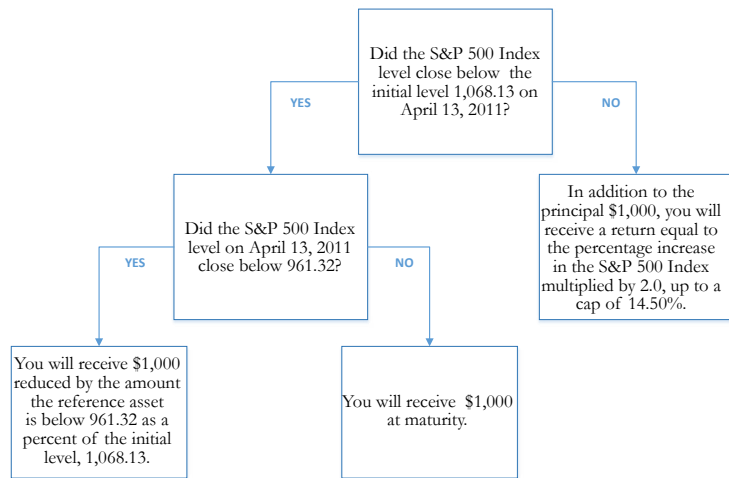 Did the S&P 500 Index
level close below the
initial level 1,068.13 on
April 13, 2011?
YES
NO
Did the S&P 500 Index
level on April 13, 2011
close below 961.32?
In addition to the
principal $1,000, you will
receive a return equal to
the percentage increase
in the S&P 500 Index
multiplied by 2.0, up to a
cap of 14.50%.
YES
NO
You will receive $1,000
reduced by the amount
the reference asset
is below 961.32 as a
percent of the initial
level, 1,068.13.
You will receive $1,000
at maturity.